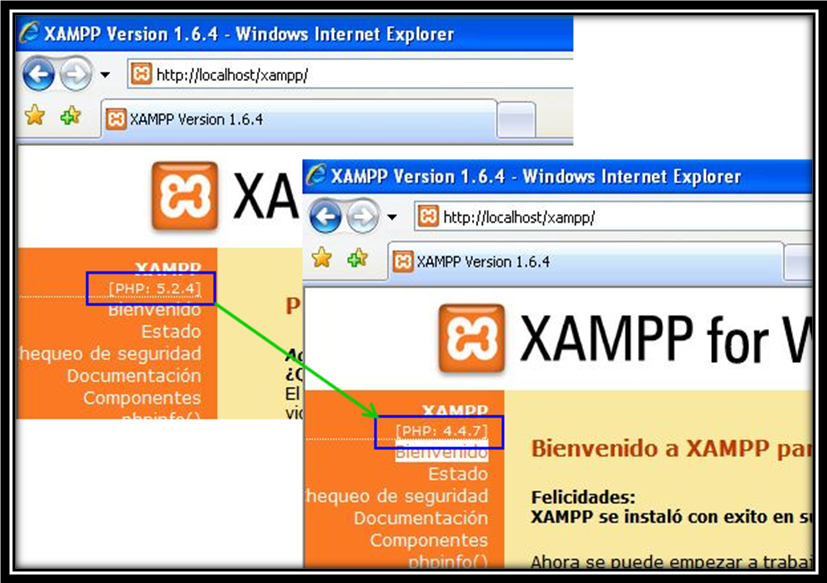 XAMPP Version 1.6.4 - Windows Internet Explorer
http://localhost/xampp/
XAMPP Version 1.6.4
XA
XAMPP
[PHP: 5.2.4]
Bienvenido
Estado
hequeo de seguridad
Documentación
Componentes
phpinfo()
P
¿C
El
vic
XAMPP Version 1.6.4 - Windows Internet Explorer
http://localhost/xampp/
XAMPP Version 1.6.4
XAMPP for W
XAMPP
[PHP: 4.4.7]
Bienvenido
Estado
hequeo de seguridad
Documentación
Componentes
phpinfo()
Bienvenido a XAMPP par
Felicidades:
XAMPP se instaló con exito en su
Ahora se puede empezar a trabaj